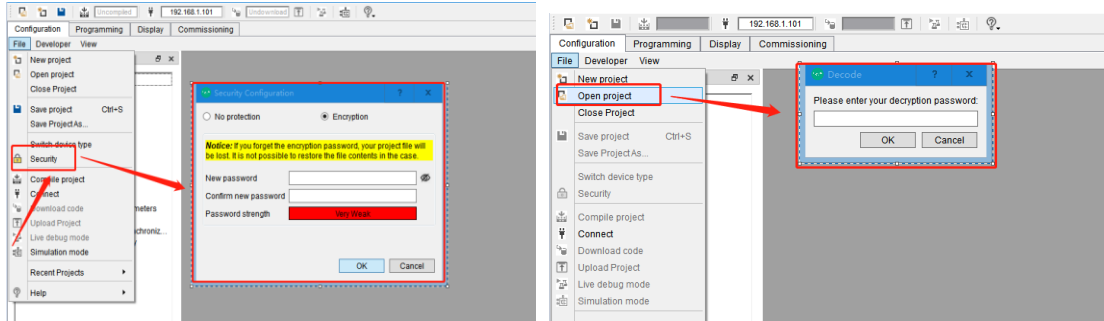 Uncompiled 192.168.1.101 Undownload
Configuration Programming Display Commissioning
File Developer View
New project
Open project
Close Project
Save project Ctrl+S
Save Project As...
Switch device type
Security
Compile project
Connect
Download code
Upload Project
Live debug mode
Simulation mode
Recent Projects
Help
meters
chroniz...
Security Configuration ? X
No protection Encryption
Notice: If you forget the encryption password, your project file will
be lost. It is not possible to restore the file contents in the case.
New password
Confirm new password
Password strength Very Weak
OK Cancel
192.168.1.101
Configuration Programming Display Commissioning
File Developer View
New project
Open project
Close Project
Save project Ctrl+S
Save Project As...
Switch device type
Security
Compile project
Connect
Download code
Upload Project
Live debug mode
Simulation mode
Decode ? X
Please enter your decryption password:
OK Cancel